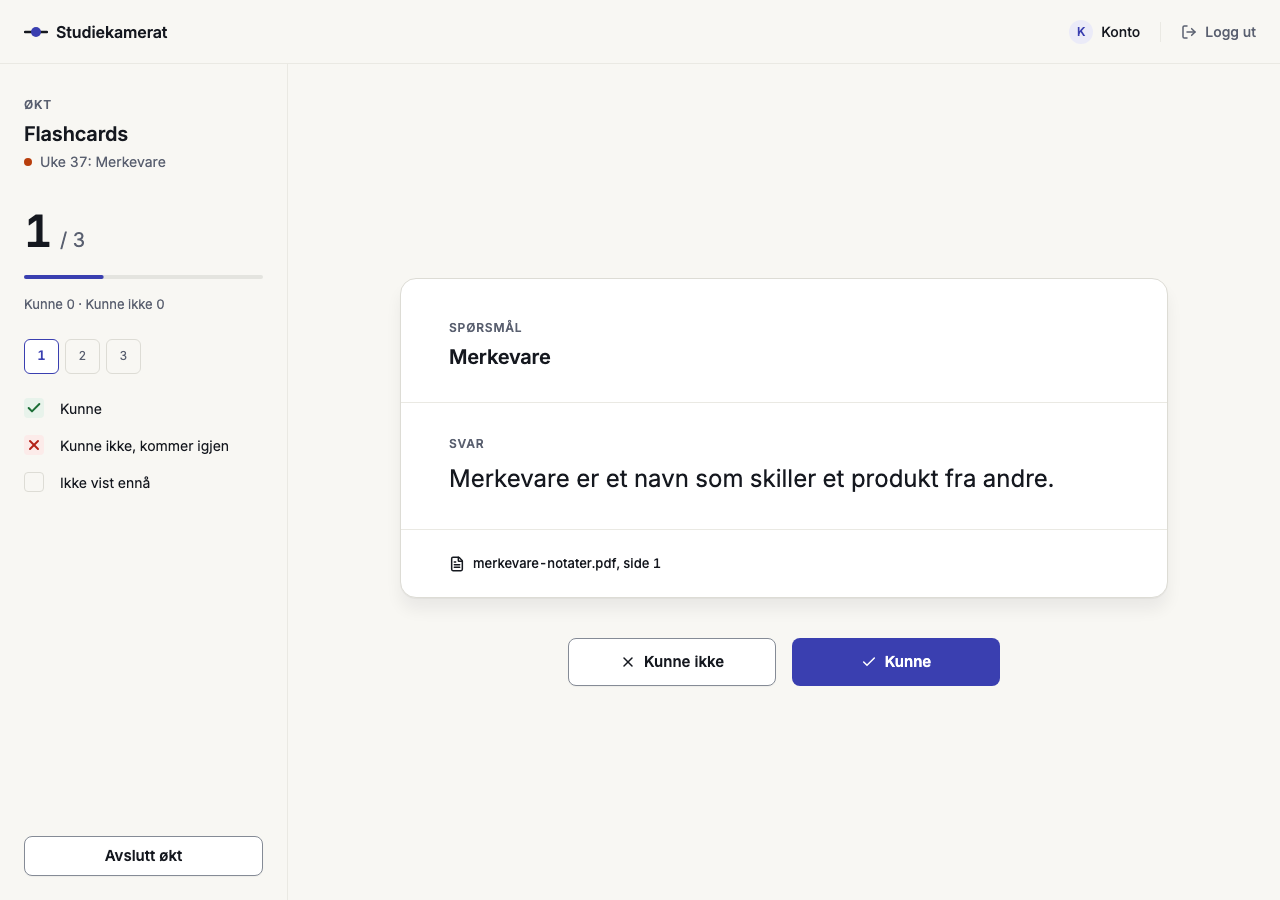 Studiekamerat
K Konto
Logg ut
ØKT
Flashcards
Uke 37: Merkevare
1 / 3
Kunne 0 · Kunne ikke 0
1 2 3
Kunne
Kunne ikke, kommer igjen
Ikke vist ennå
Avslutt økt
SPØRSMÅL
Merkevare
SVAR
Merkevare er et navn som skiller et produkt fra andre.
merkevare-notater.pdf, side 1
Kunne ikke
Kunne